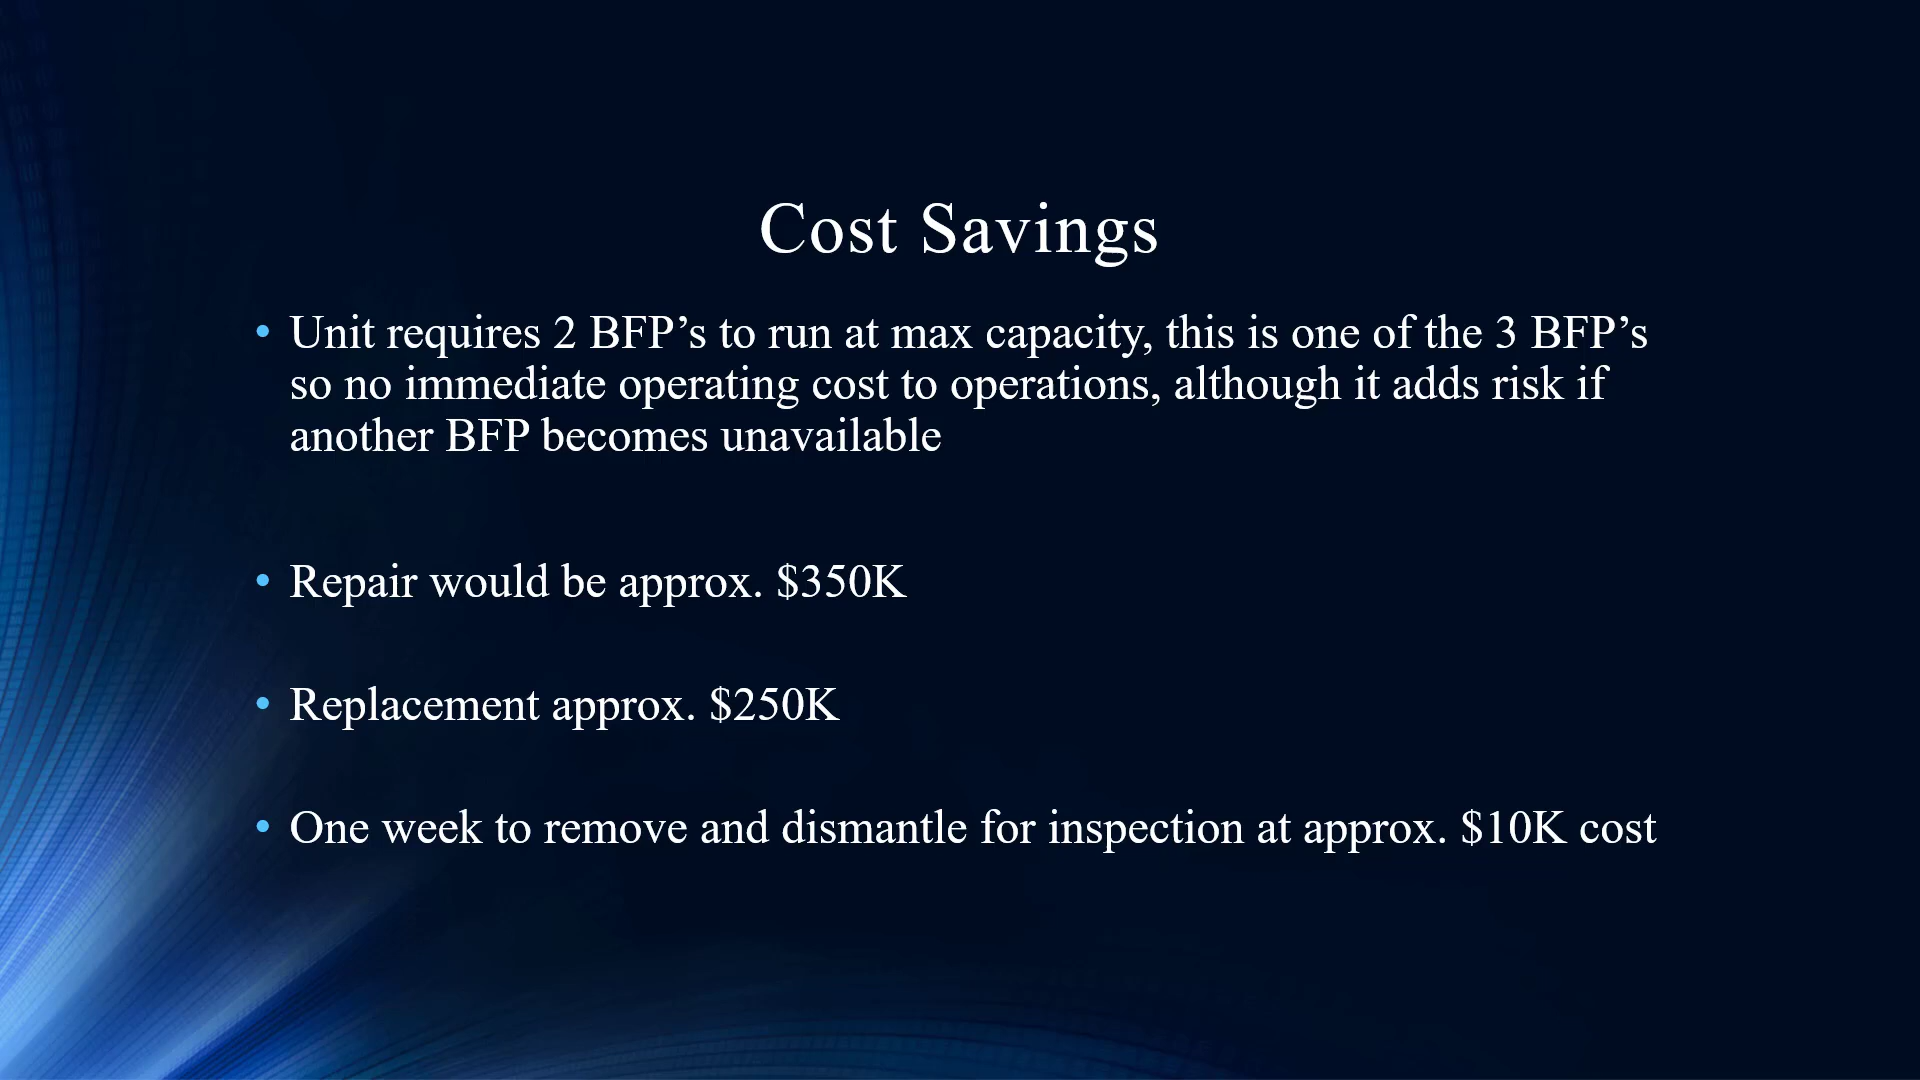 Cost Savings
• Unit requires 2 BFP’s to run at max capacity, this is one of the 3 BFP’s
so no immediate operating cost to operations, although it adds risk if
another BFP becomes unavailable
• Repair would be approx. $350K
• Replacement approx. $250K
• One week to remove and dismantle for inspection at approx. $10K cost